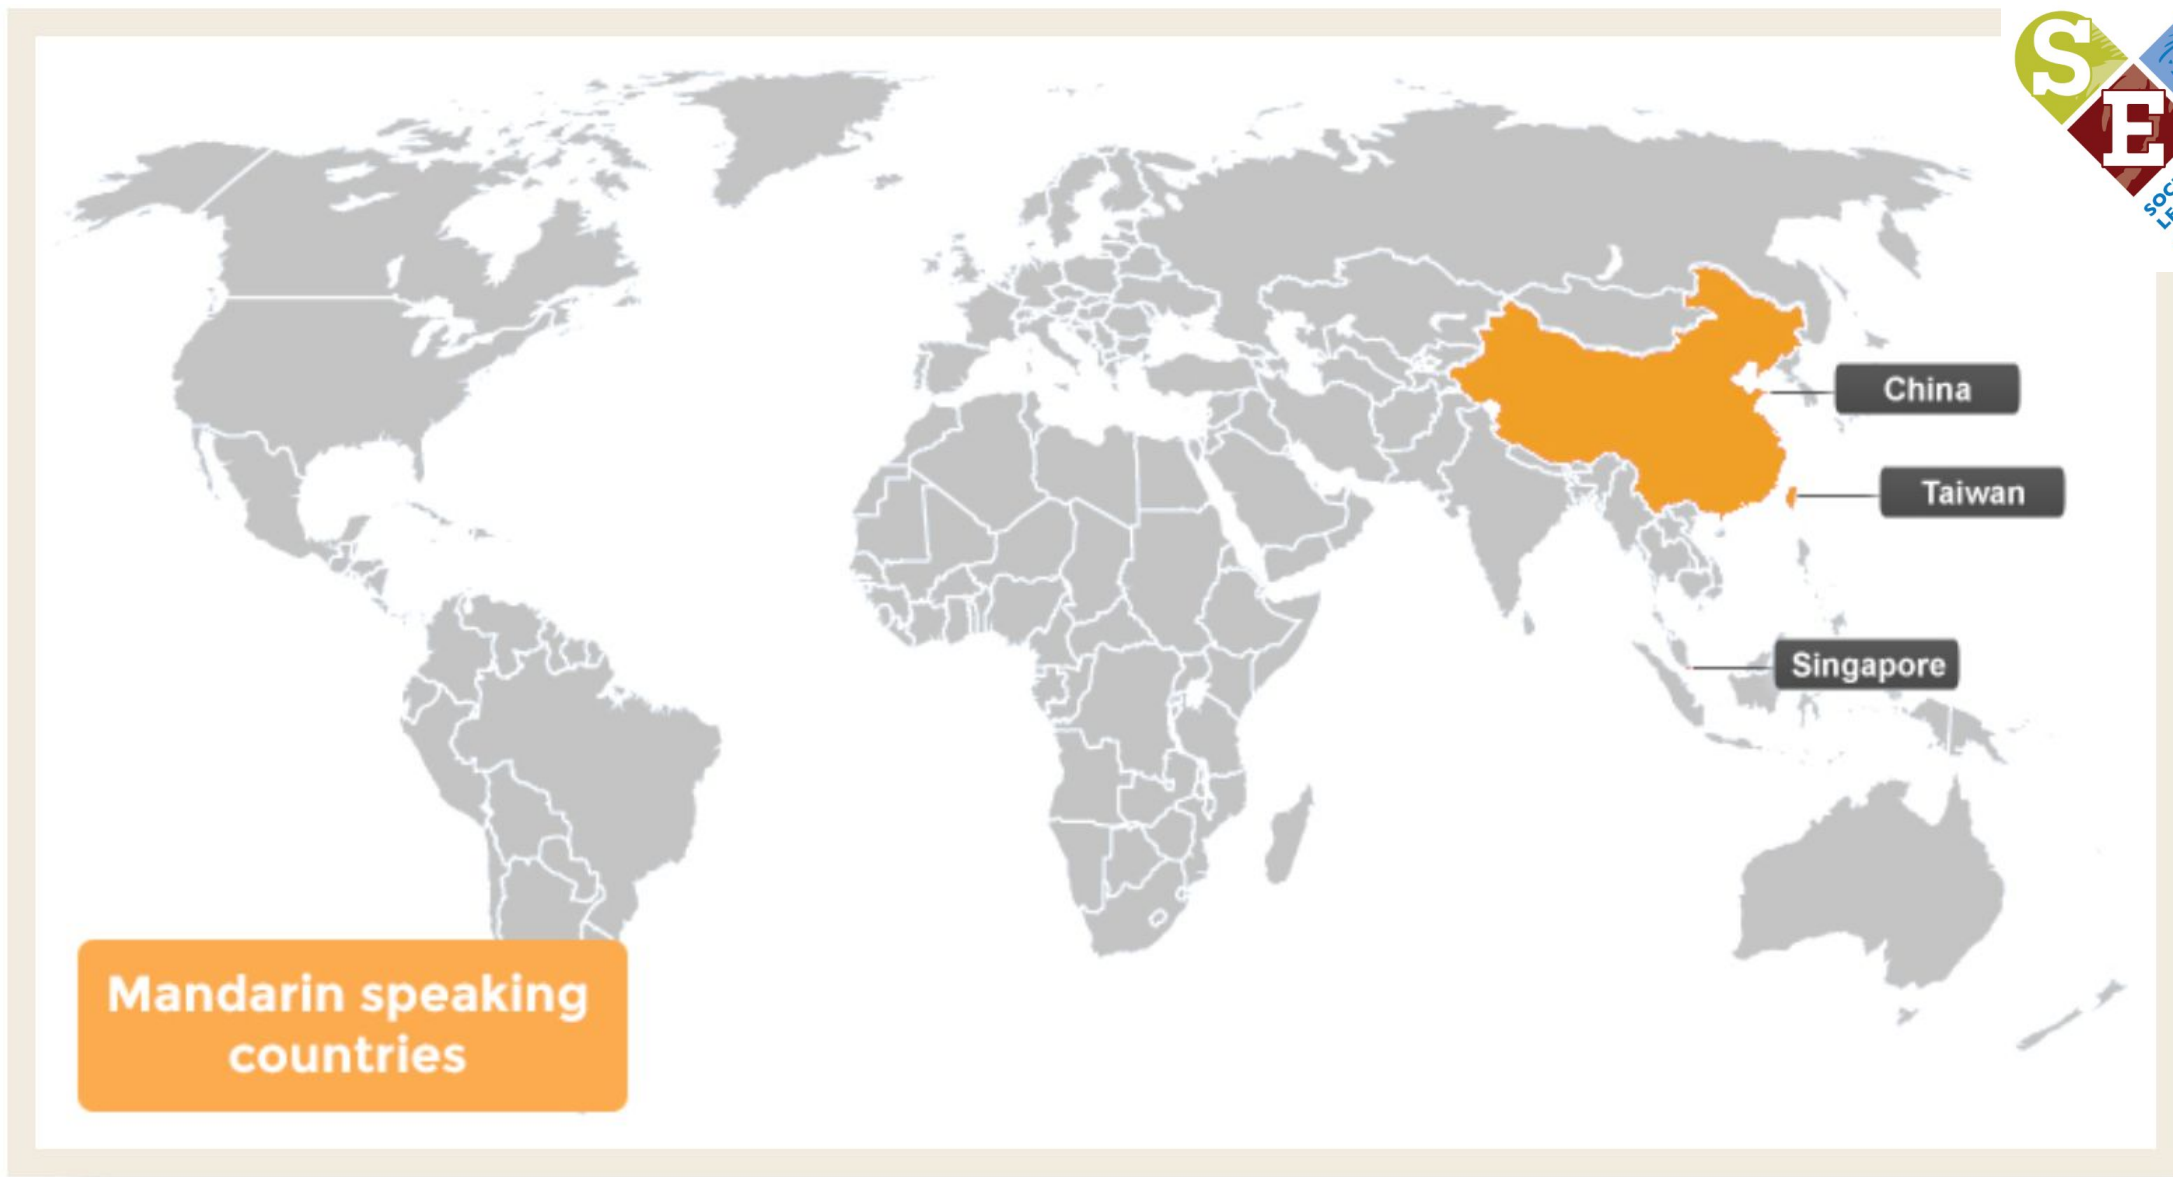 S
E
China
Taiwan
Singapore
Mandarin speaking
countries